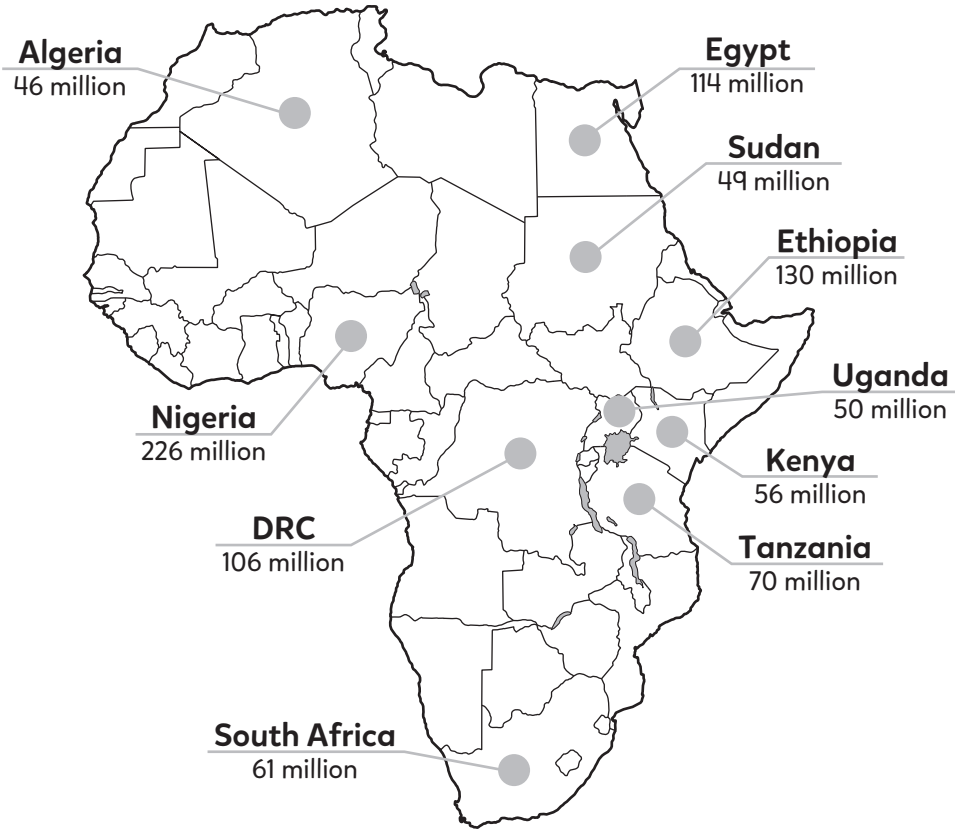 Algeria
46 million
Egypt
114 million
Sudan
49 million
Ethiopia
130 million
Uganda
50 million
Nigeria
226 million
Kenya
56 million
DRC
106 million
Tanzania
70 million
South Africa
61 million